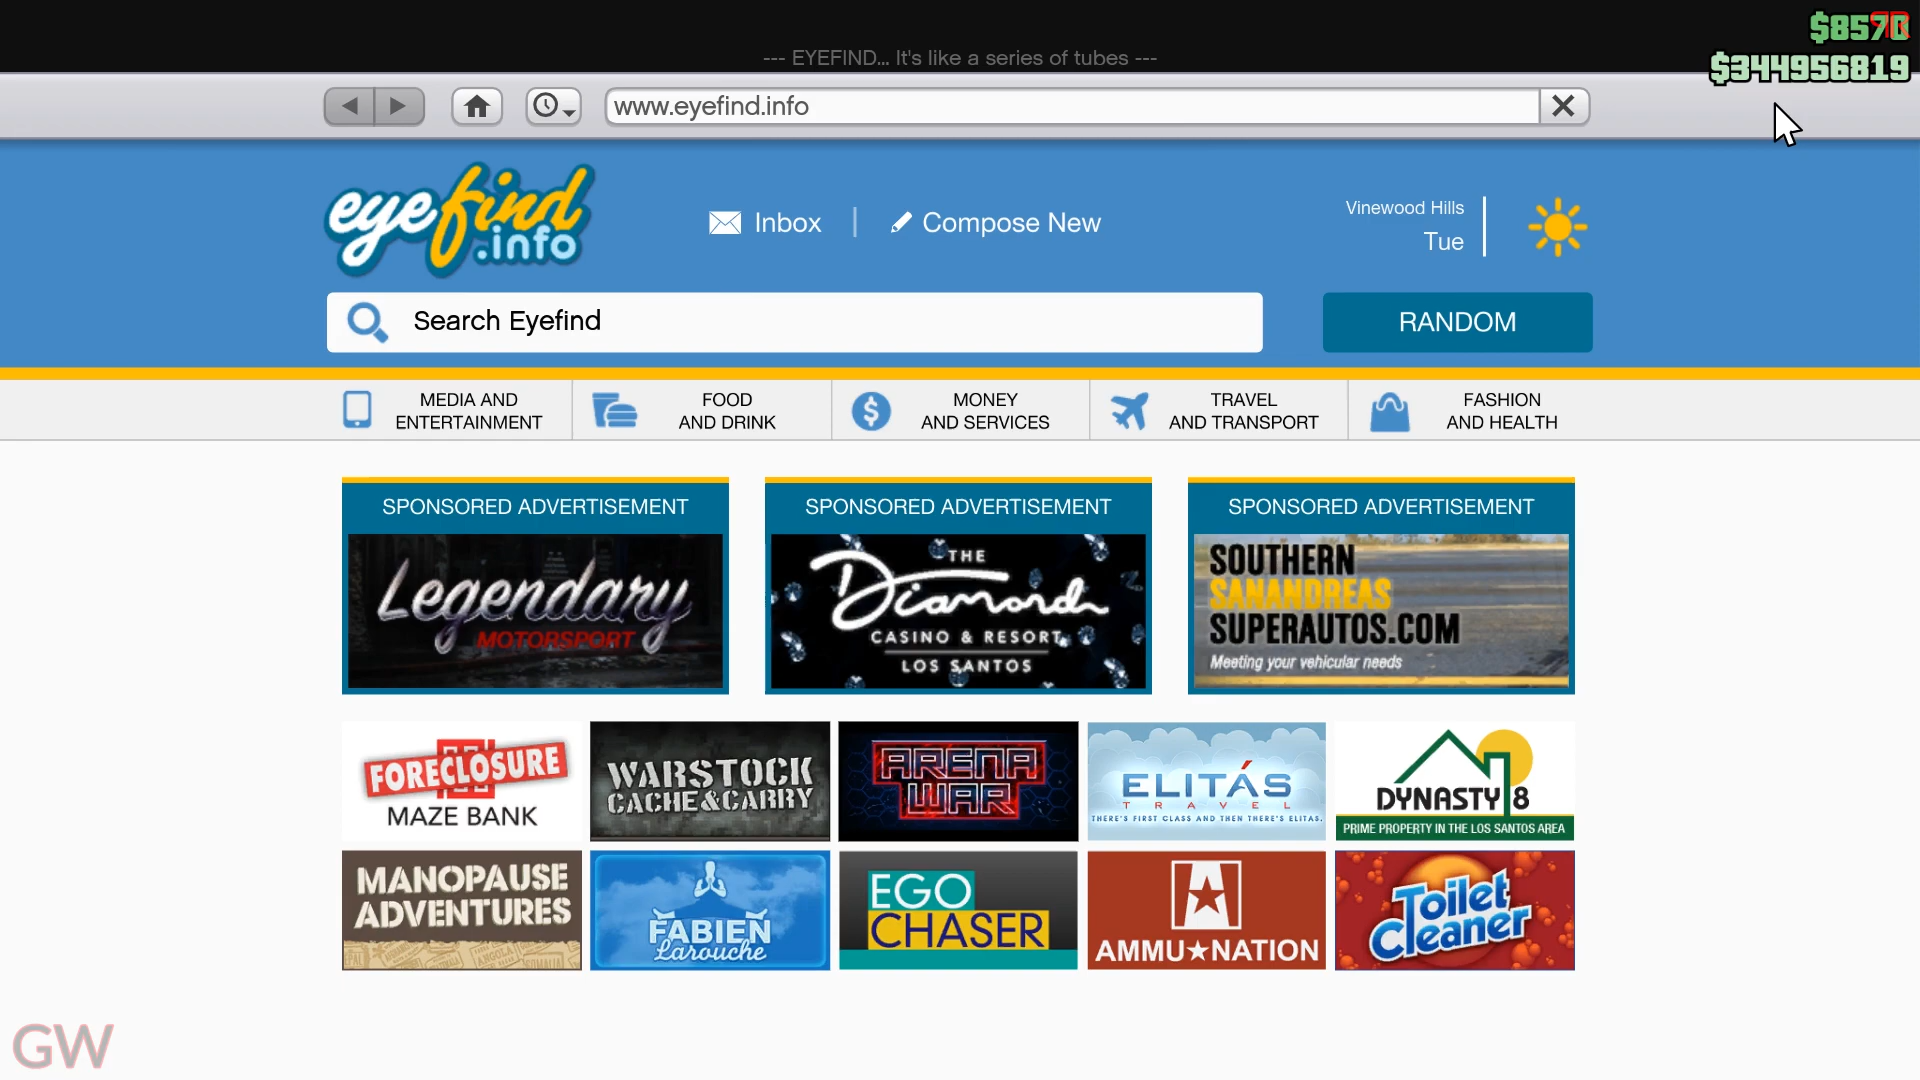 $8570
--- EYEFIND... It's like a series of tubes ---
$344956819
www.eyefind.info
eyefind
.info
Inbox
Compose New
Vinewood Hills
Tue
Search Eyefind
RANDOM
MEDIA AND
ENTERTAINMENT
FOOD
AND DRINK
MONEY
AND SERVICES
TRAVEL
AND TRANSPORT
FASHION
AND HEALTH
SPONSORED ADVERTISEMENT
Legendary
MOTORSPORT
SPONSORED ADVERTISEMENT
THE
Diamond
CASINO & RESORT
LOS SANTOS
SPONSORED ADVERTISEMENT
SOUTHERN
SANANDREAS
SUPERAUTOS.COM
Meeting your vehicular needs
FORECLOSURE
MAZE BANK
WARSTOCK
CACHE&CARRY
ARENA
WAR
ELITÁS
TRAVEL
THERE'S FIRST CLASS AND THEN THERE'S ELITAS.
DYNASTY 8
PRIME PROPERTY IN THE LOS SANTOS AREA
MANOPAUSE
ADVENTURES
FABIEN
Larouche
EGO
CHASER
AMMU★NATION
Toilet
Cleaner
GW